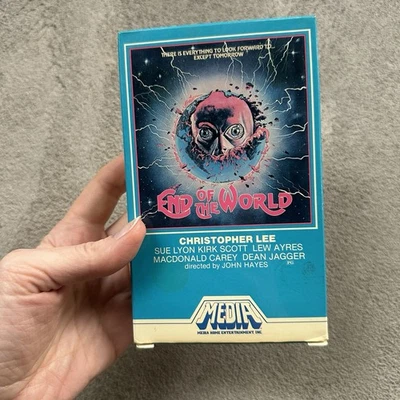 THERE IS EVERYTHING TO LOOK FORWARD TO...
EXCEPT TOMORROW
END OF
THE WORLD
CHRISTOPHER LEE
SUE LYON KIRK SCOTT LEW AYRES
MACDONALD CAREY DEAN JAGGER
directed by JOHN HAYES
PG
MEDIA
MEDIA HOME ENTERTAINMENT, INC.